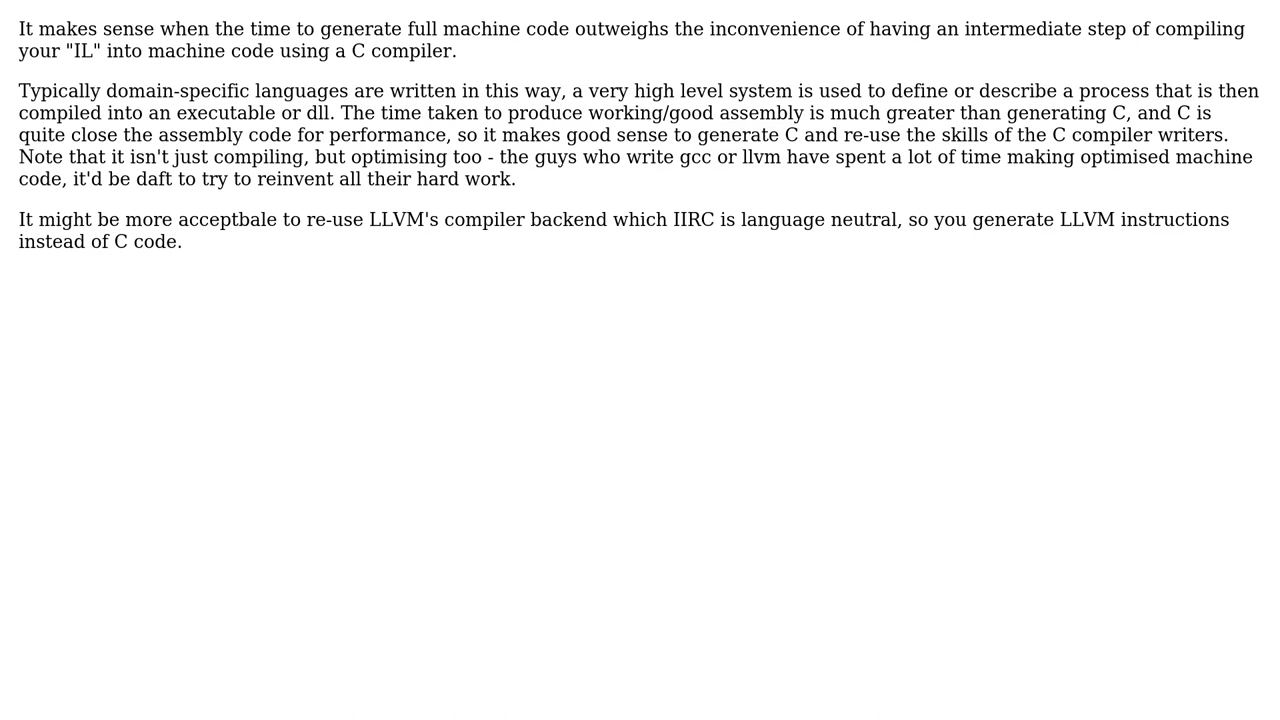 It makes sense when the time to generate full machine code outweighs the inconvenience of having an intermediate step of compiling
your "IL" into machine code using a C compiler.
Typically domain-specific languages are written in this way, a very high level system is used to define or describe a process that is then
compiled into an executable or dll. The time taken to produce working/good assembly is much greater than generating C, and C is
quite close the assembly code for performance, so it makes good sense to generate C and re-use the skills of the C compiler writers.
Note that it isn't just compiling, but optimising too - the guys who write gcc or llvm have spent a lot of time making optimised machine
code, it'd be daft to try to reinvent all their hard work.
It might be more acceptbale to re-use LLVM's compiler backend which IIRC is language neutral, so you generate LLVM instructions
instead of C code.